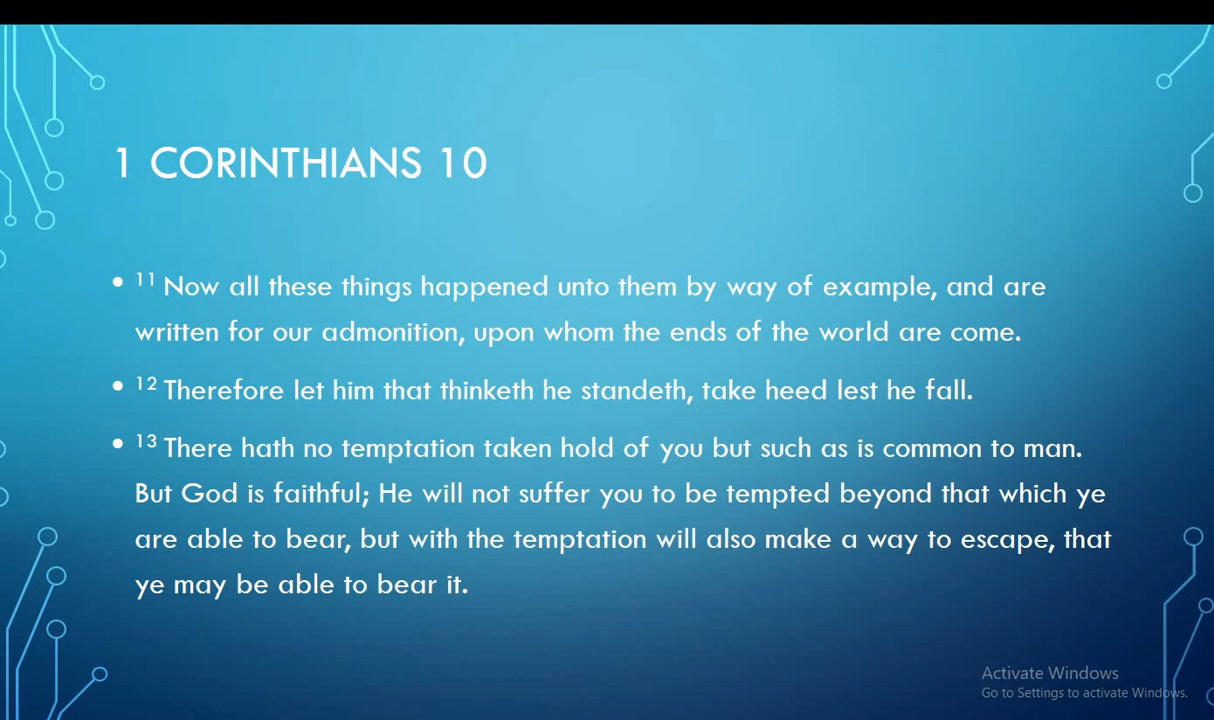 1 CORINTHIANS 10
• 11 Now all these things happened unto them by way of example, and are
written for our admonition, upon whom the ends of the world are come.
• 12 Therefore let him that thinketh he standeth, take heed lest he fall.
• 13 There hath no temptation taken hold of you but such as is common to man.
But God is faithful; He will not suffer you to be tempted beyond that which ye
are able to bear, but with the temptation will also make a way to escape, that
ye may be able to bear it.
Activate Windows
Go to Settings to activate Windows.